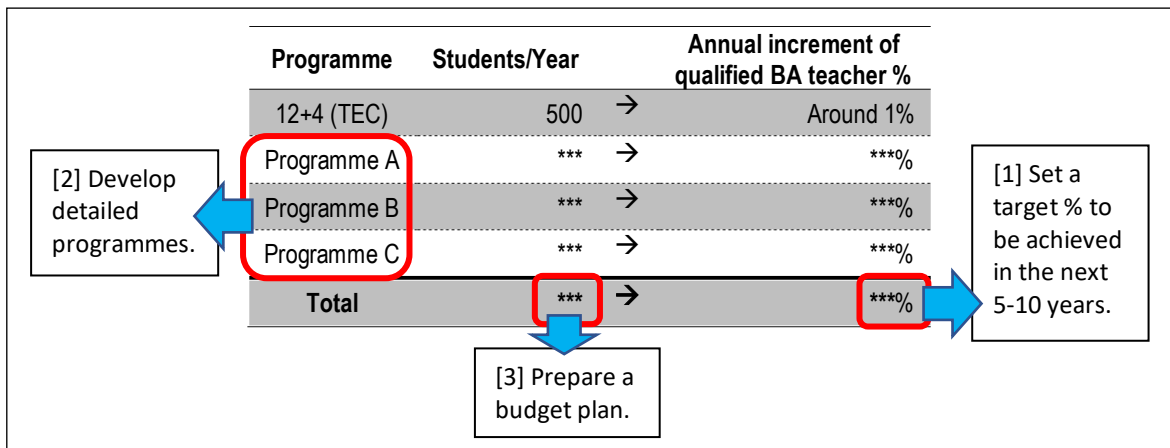 Programme Students/Year Annual increment of
qualified BA teacher %
12+4 (TEC) 500 → Around 1%
Programme A *** → ***%
Programme B *** → ***%
Programme C *** → ***%
Total *** → ***%
[2] Develop
detailed
programmes.
[1] Set a
target % to
be achieved
in the next
5-10 years.
[3] Prepare a
budget plan.